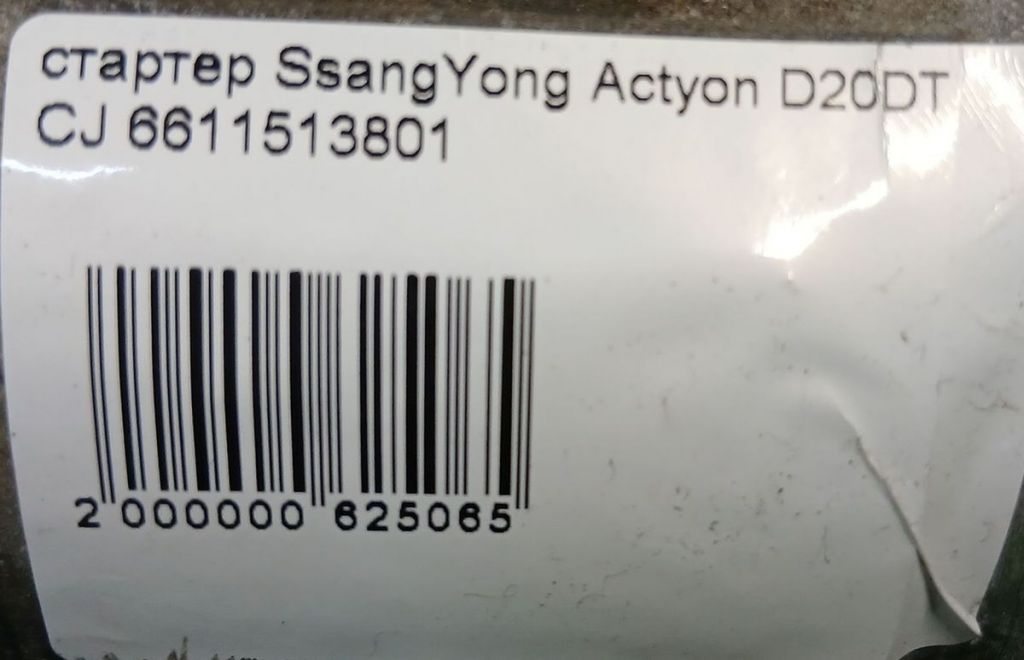 стартер SsangYong Actyon D20DT
CJ 6611513801
2 000000 625065